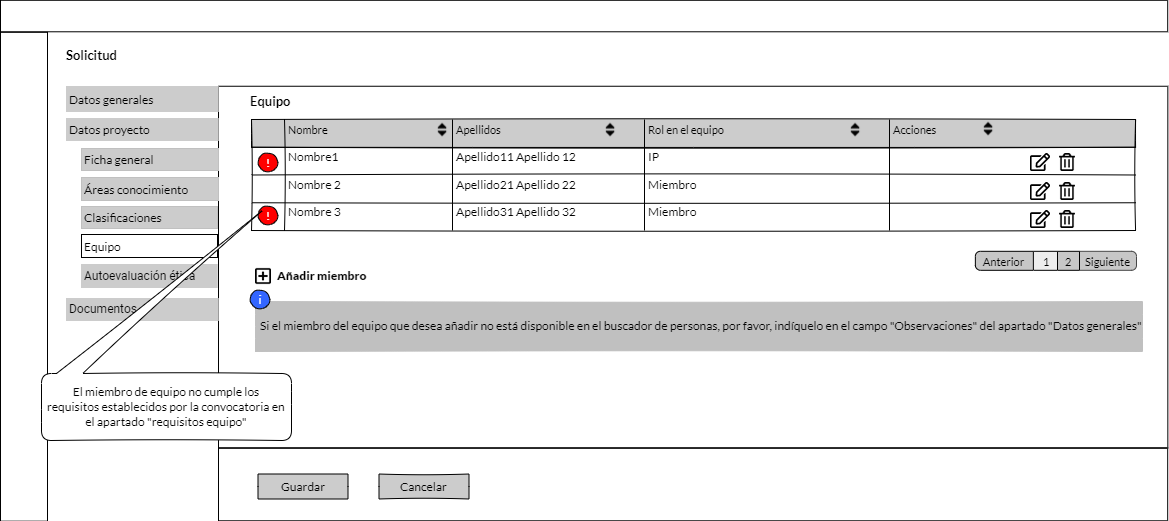 Solicitud
Datos generales
Datos proyecto
Ficha general
Áreas conocimiento
Clasificaciones
Equipo
Autoevaluación ética
Documentos
Equipo
Nombre Apellidos Rol en el equipo Acciones
! Nombre1 Apellido11 Apellido 12 IP
Nombre 2 Apellido21 Apellido 22 Miembro
! Nombre 3 Apellido31 Apellido 32 Miembro
Anterior 1 2 Siguiente
Añadir miembro
i
Si el miembro del equipo que desea añadir no está disponible en el buscador de personas, por favor, indíquelo en el campo "Observaciones" del apartado "Datos generales"
El miembro de equipo no cumple los
requisitos establecidos por la convocatoria en
el apartado "requisitos equipo"
Guardar Cancelar